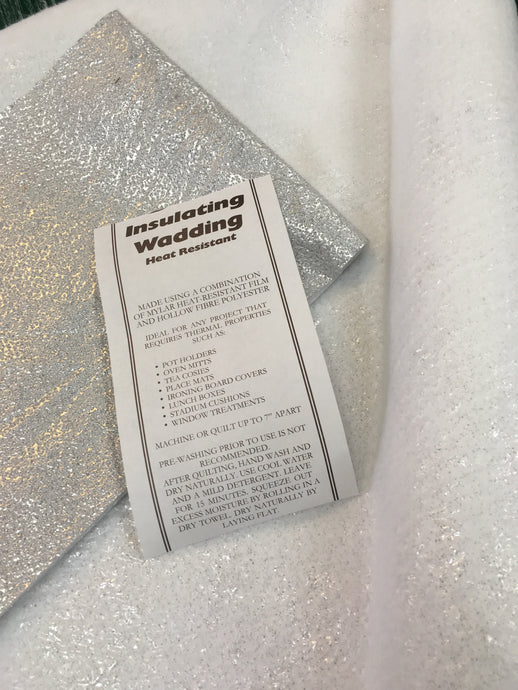 Insulating
Wadding
Heat Resistant
MADE USING A COMBINATION
OF MYLAR HEAT-RESISTANT FILM
AND HOLLOW FIBRE POLYESTER
IDEAL FOR ANY PROJECT THAT
REQUIRES THERMAL PROPERTIES
SUCH AS:
• POT HOLDERS
• OVEN MITTS
• TEA COSIES
• PLACE MATS
• IRONING BOARD COVERS
• LUNCH BOXES
• STADIUM CUSHIONS
• WINDOW TREATMENTS
MACHINE OR QUILT UP TO 7" APART
PRE-WASHING PRIOR TO USE IS NOT
RECOMMENDED.
AFTER QUILTING, HAND WASH AND
DRY NATURALLY. USE COOL WATER
AND A MILD DETERGENT. LEAVE
FOR 15 MINUTES. SQUEEZE OUT
EXCESS MOISTURE BY ROLLING IN A
DRY TOWEL. DRY NATURALLY BY
LAYING FLAT.